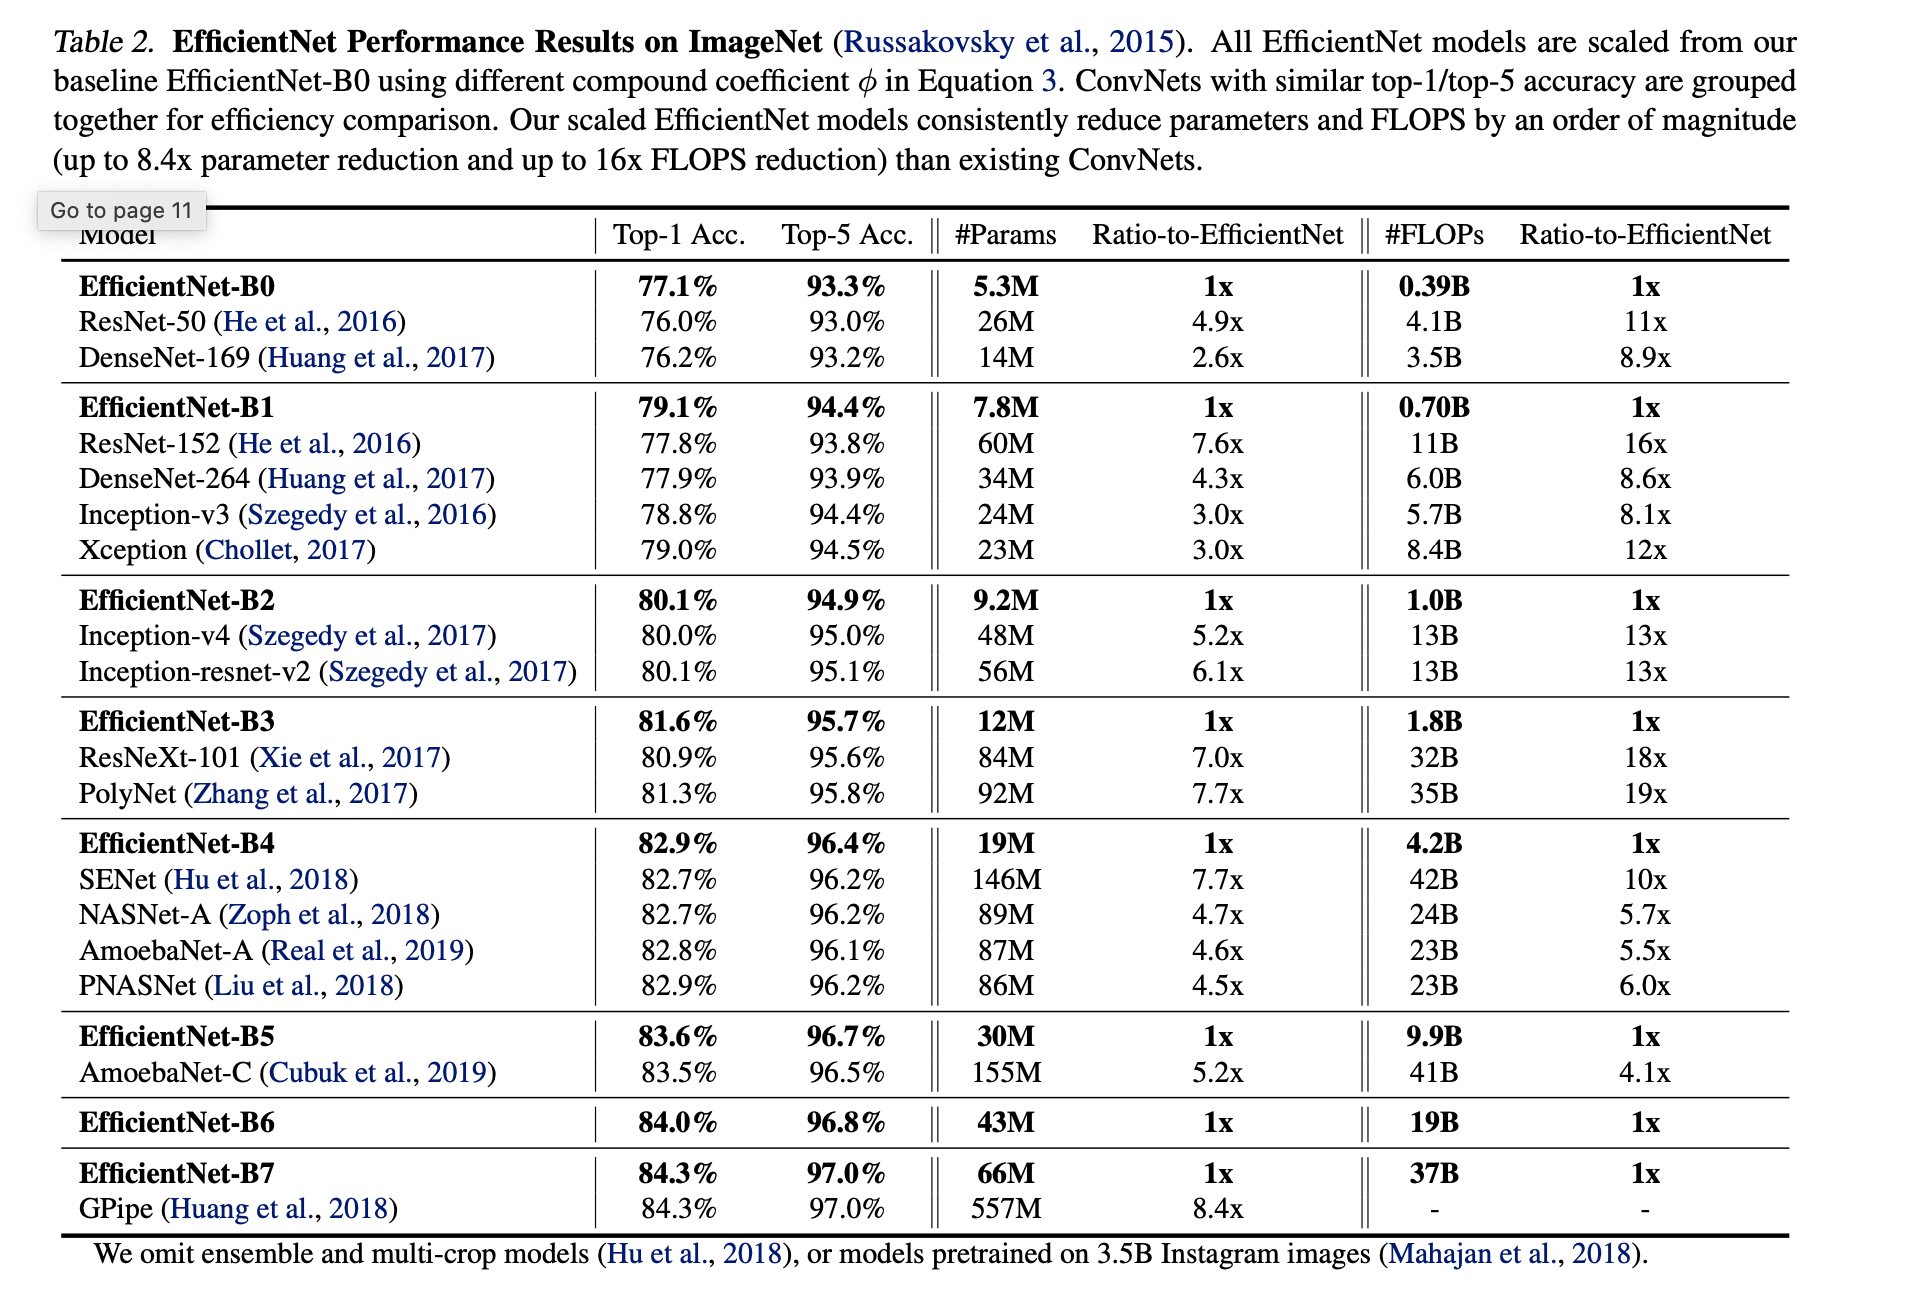 Table 2. EfficientNet Performance Results on ImageNet (Russakovsky et al., 2015). All EfficientNet models are scaled from our
baseline EfficientNet-B0 using different compound coefficient ϕ in Equation 3. ConvNets with similar top-1/top-5 accuracy are grouped
together for efficiency comparison. Our scaled EfficientNet models consistently reduce parameters and FLOPS by an order of magnitude
(up to 8.4x parameter reduction and up to 16x FLOPS reduction) than existing ConvNets.
Go to page 11
Model Top-1 Acc. Top-5 Acc. #Params Ratio-to-EfficientNet #FLOPs Ratio-to-EfficientNet
EfficientNet-B0 77.1% 93.3% 5.3M 1x 0.39B 1x
ResNet-50 (He et al., 2016) 76.0% 93.0% 26M 4.9x 4.1B 11x
DenseNet-169 (Huang et al., 2017) 76.2% 93.2% 14M 2.6x 3.5B 8.9x
EfficientNet-B1 79.1% 94.4% 7.8M 1x 0.70B 1x
ResNet-152 (He et al., 2016) 77.8% 93.8% 60M 7.6x 11B 16x
DenseNet-264 (Huang et al., 2017) 77.9% 93.9% 34M 4.3x 6.0B 8.6x
Inception-v3 (Szegedy et al., 2016) 78.8% 94.4% 24M 3.0x 5.7B 8.1x
Xception (Chollet, 2017) 79.0% 94.5% 23M 3.0x 8.4B 12x
EfficientNet-B2 80.1% 94.9% 9.2M 1x 1.0B 1x
Inception-v4 (Szegedy et al., 2017) 80.0% 95.0% 48M 5.2x 13B 13x
Inception-resnet-v2 (Szegedy et al., 2017) 80.1% 95.1% 56M 6.1x 13B 13x
EfficientNet-B3 81.6% 95.7% 12M 1x 1.8B 1x
ResNeXt-101 (Xie et al., 2017) 80.9% 95.6% 84M 7.0x 32B 18x
PolyNet (Zhang et al., 2017) 81.3% 95.8% 92M 7.7x 35B 19x
EfficientNet-B4 82.9% 96.4% 19M 1x 4.2B 1x
SENet (Hu et al., 2018) 82.7% 96.2% 146M 7.7x 42B 10x
NASNet-A (Zoph et al., 2018) 82.7% 96.2% 89M 4.7x 24B 5.7x
AmoebaNet-A (Real et al., 2019) 82.8% 96.1% 87M 4.6x 23B 5.5x
PNASNet (Liu et al., 2018) 82.9% 96.2% 86M 4.5x 23B 6.0x
EfficientNet-B5 83.6% 96.7% 30M 1x 9.9B 1x
AmoebaNet-C (Cubuk et al., 2019) 83.5% 96.5% 155M 5.2x 41B 4.1x
EfficientNet-B6 84.0% 96.8% 43M 1x 19B 1x
EfficientNet-B7 84.3% 97.0% 66M 1x 37B 1x
GPipe (Huang et al., 2018) 84.3% 97.0% 557M 8.4x - -
We omit ensemble and multi-crop models (Hu et al., 2018), or models pretrained on 3.5B Instagram images (Mahajan et al., 2018).